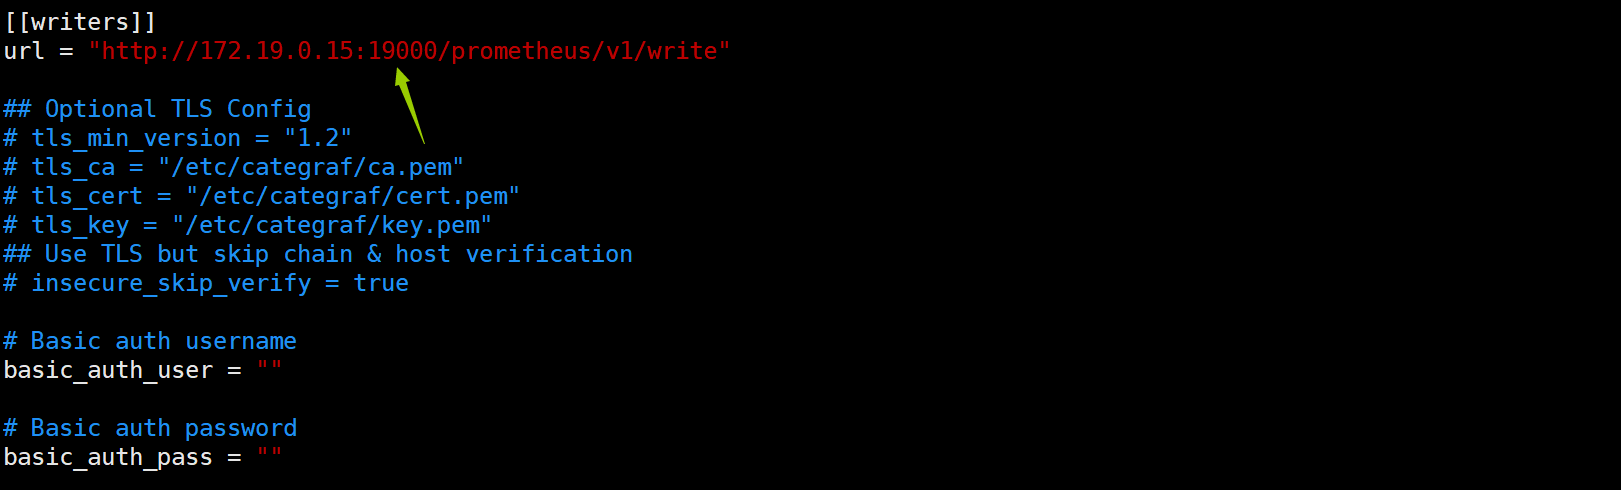 [[writers]]
url = "http://172.19.0.15:19000/prometheus/v1/write"
## Optional TLS Config
# tls_min_version = "1.2"
# tls_ca = "/etc/categraf/ca.pem"
# tls_cert = "/etc/categraf/cert.pem"
# tls_key = "/etc/categraf/key.pem"
## Use TLS but skip chain & host verification
# insecure_skip_verify = true
# Basic auth username
basic_auth_user = ""
# Basic auth password
basic_auth_pass = ""